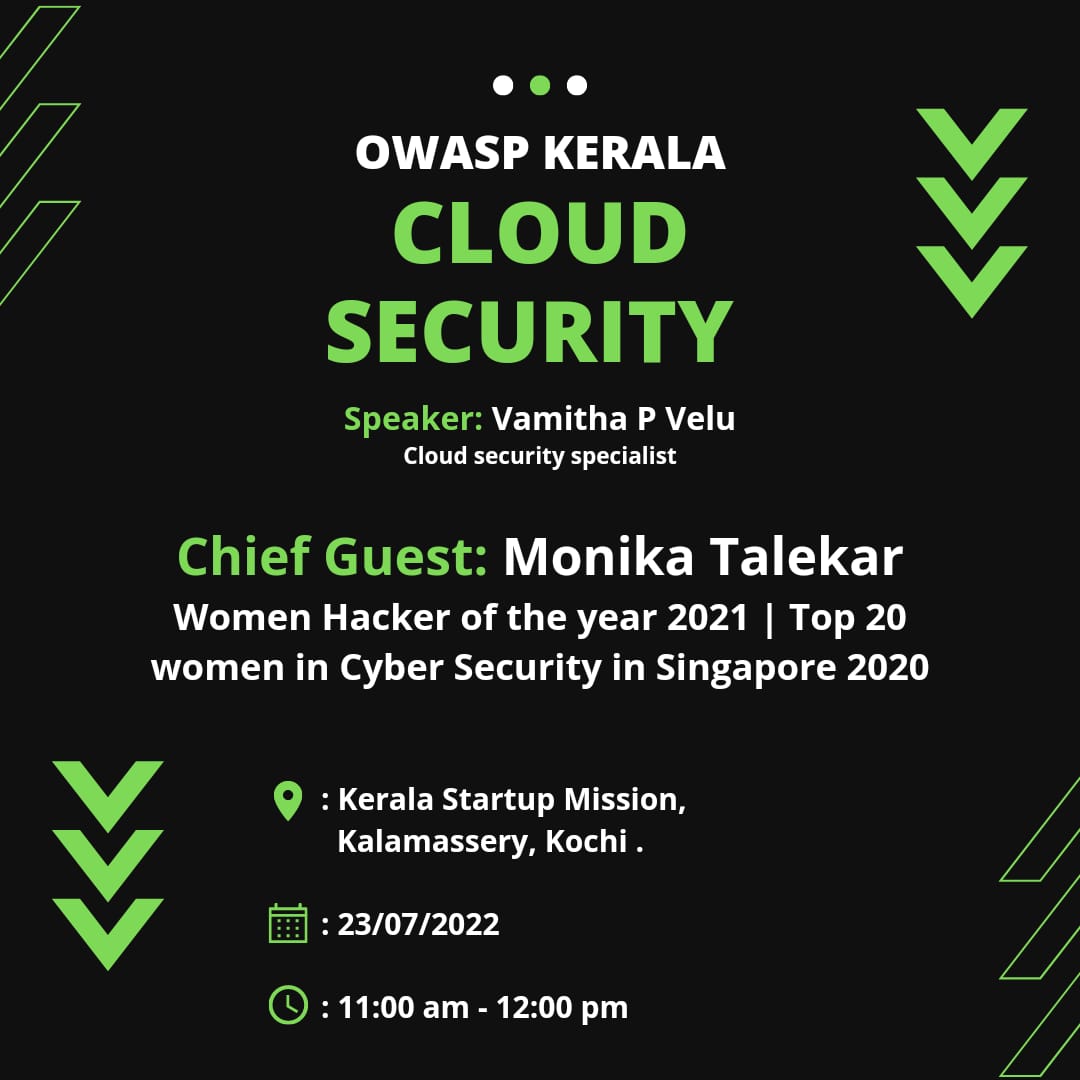 OWASP KERALA
CLOUD
SECURITY
Speaker: Vamitha P Velu
Cloud security specialist
Chief Guest: Monika Talekar
Women Hacker of the year 2021 | Top 20
women in Cyber Security in Singapore 2020
: Kerala Startup Mission,
Kalamassery, Kochi .
: 23/07/2022
: 11:00 am - 12:00 pm